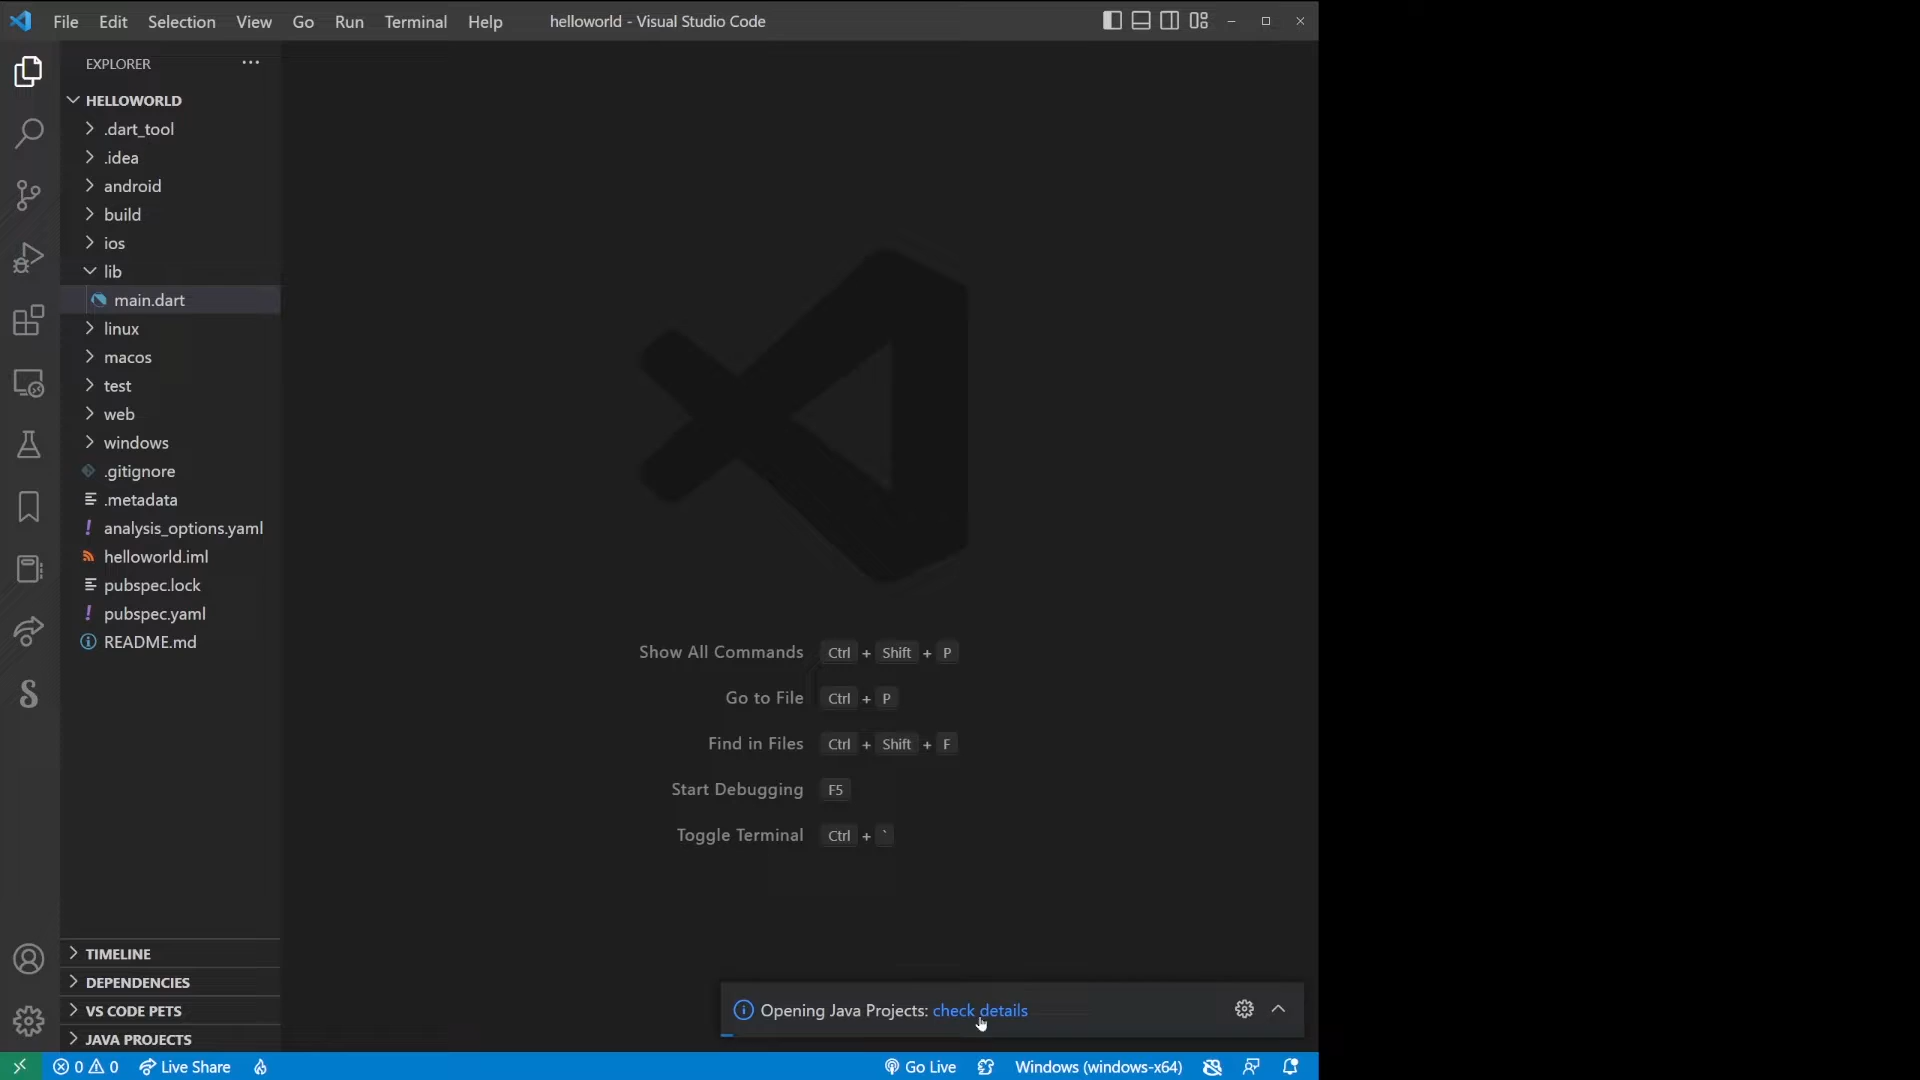 File Edit Selection View Go Run Terminal Help helloworld - Visual Studio Code
EXPLORER
HELLOWORLD
.dart_tool
.idea
android
build
ios
lib
main.dart
linux
macos
test
web
windows
.gitignore
.metadata
analysis_options.yaml
helloworld.iml
pubspec.lock
pubspec.yaml
README.md
Show All Commands Ctrl + Shift + P
Go to File Ctrl + P
Find in Files Ctrl + Shift + F
Start Debugging F5
Toggle Terminal Ctrl + `
TIMELINE
DEPENDENCIES
VS CODE PETS
JAVA PROJECTS
Opening Java Projects: check details
0 0 Live Share Go Live Windows (windows-x64)